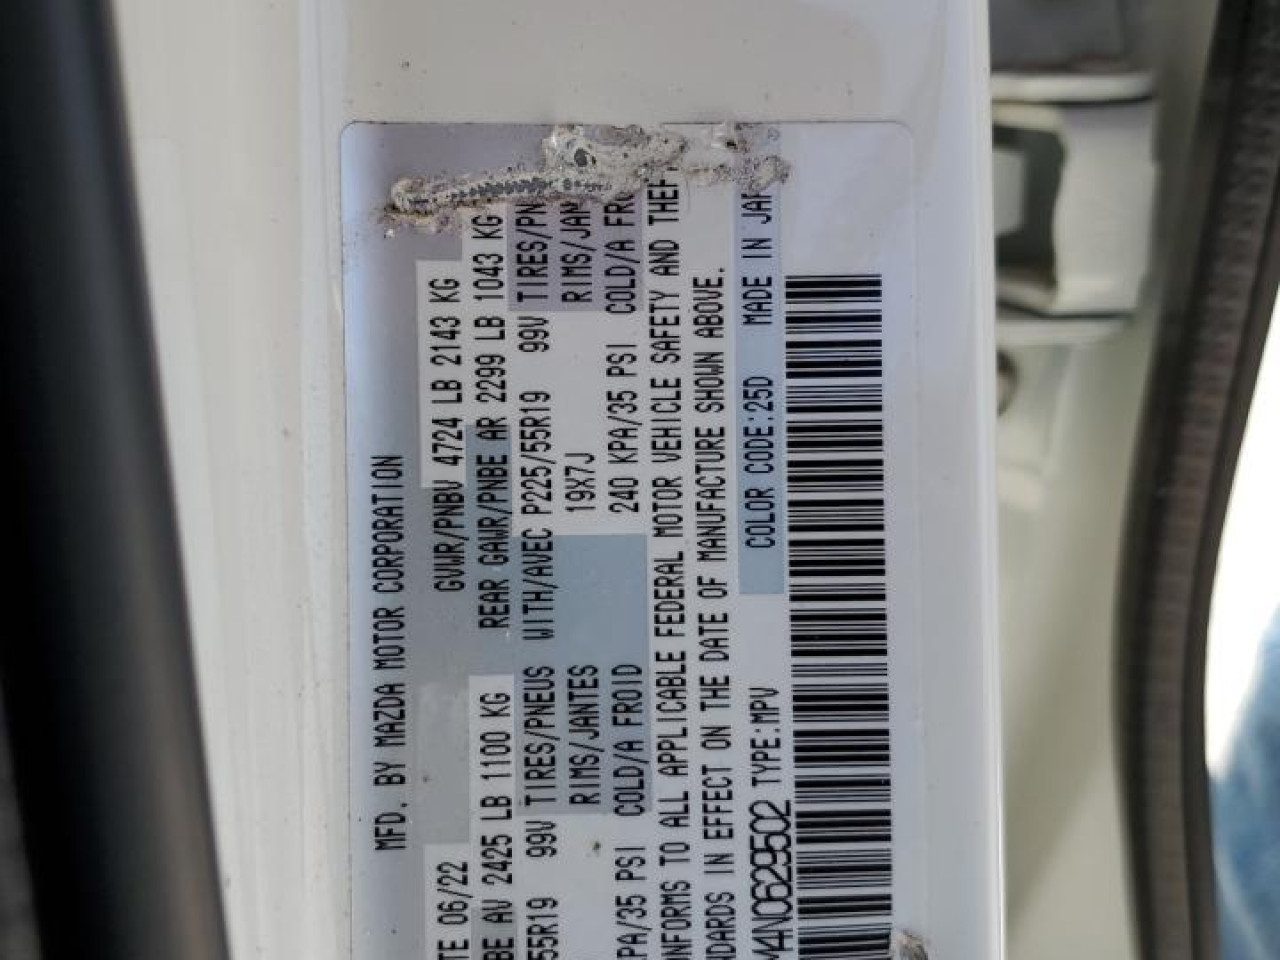 MFD. BY MAZDA MOTOR CORPORATION
TE 06/22 GVWR/PNBV 4724 LB 2143 KG
BE AV 2425 LB 1100 KG REAR GAWR/PNBE AR 2299 LB 1043 KG
55R19 99V TIRES/PNEUS WITH/AVEC P225/55R19 99V TIRES/PN
RIMS/JANTES 19X7J RIMS/JAN
PA/35 PSI COLD/A FROID 240 KPA/35 PSI COLD/A FR
NFORMS TO ALL APPLICABLE FEDERAL MOTOR VEHICLE SAFETY AND THEF
DARDS IN EFFECT ON THE DATE OF MANUFACTURE SHOWN ABOVE.
M4N0629502 TYPE:MPV COLOR CODE:25D MADE IN JAP